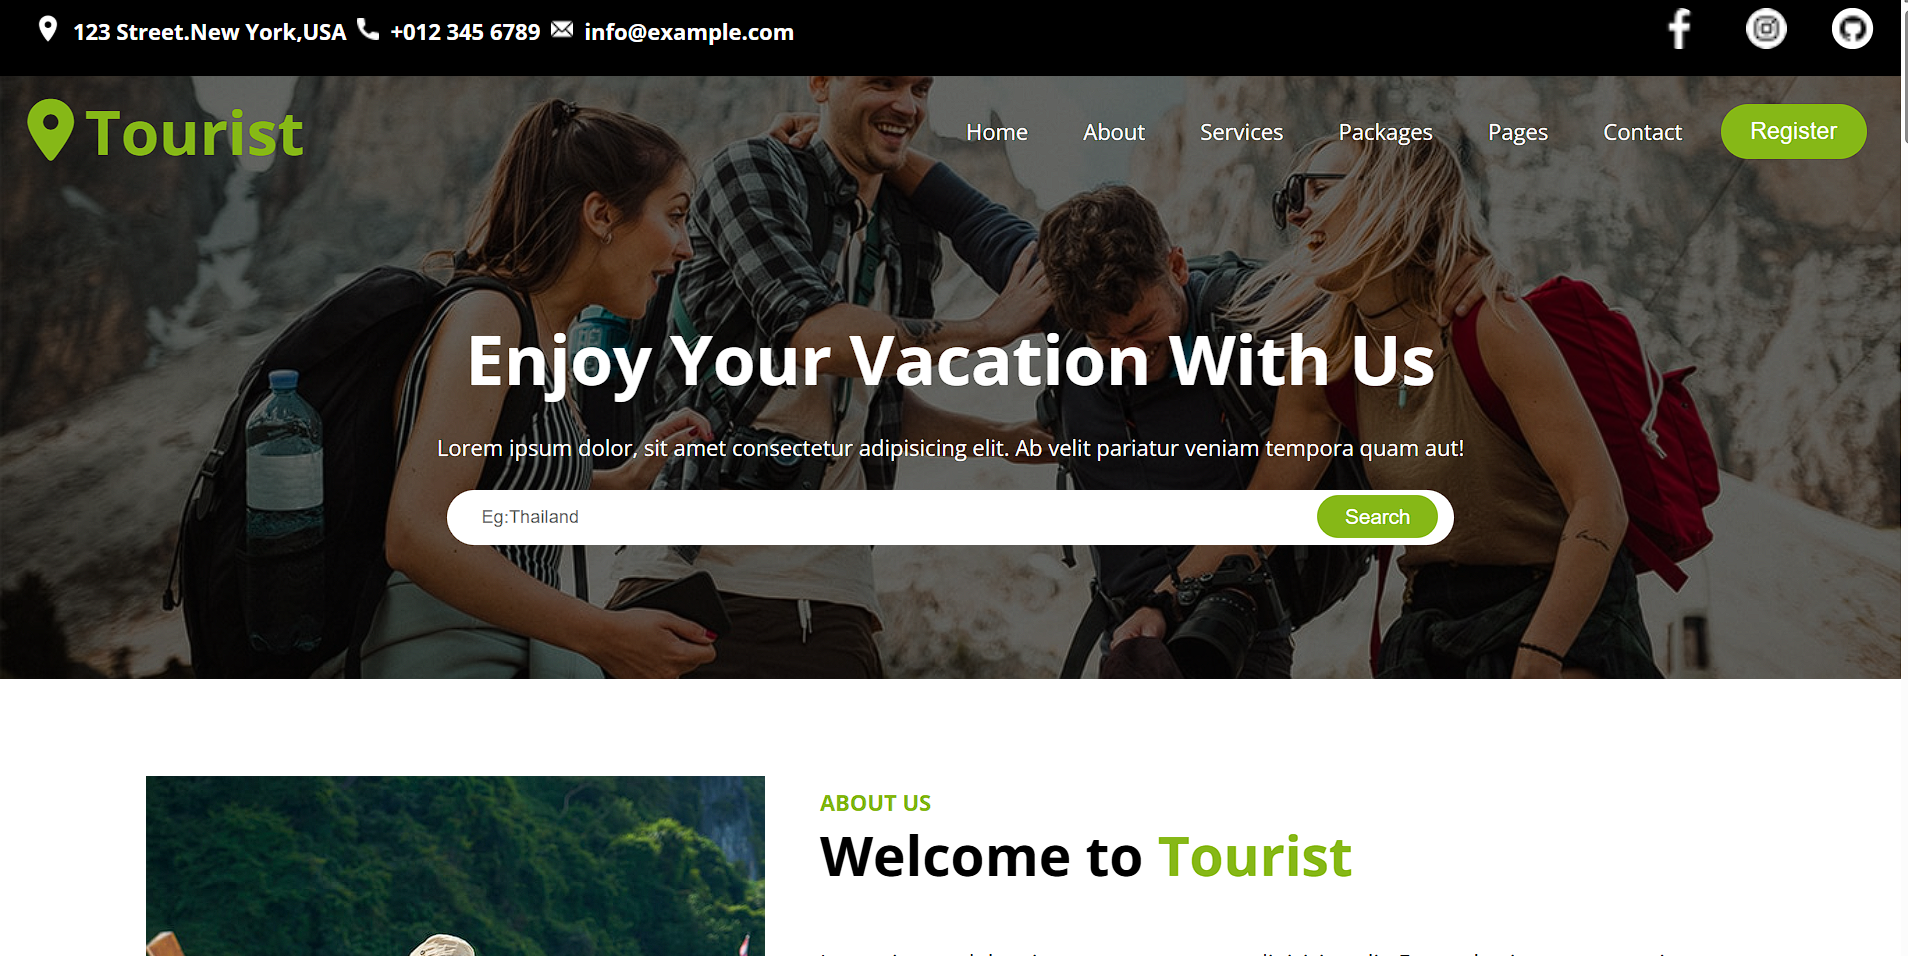 123 Street.New York,USA +012 345 6789 info@example.com
Tourist
Home About Services Packages Pages Contact Register
Enjoy Your Vacation With Us
Lorem ipsum dolor, sit amet consectetur adipisicing elit. Ab velit pariatur veniam tempora quam aut!
Eg:Thailand Search
ABOUT US
Welcome to Tourist